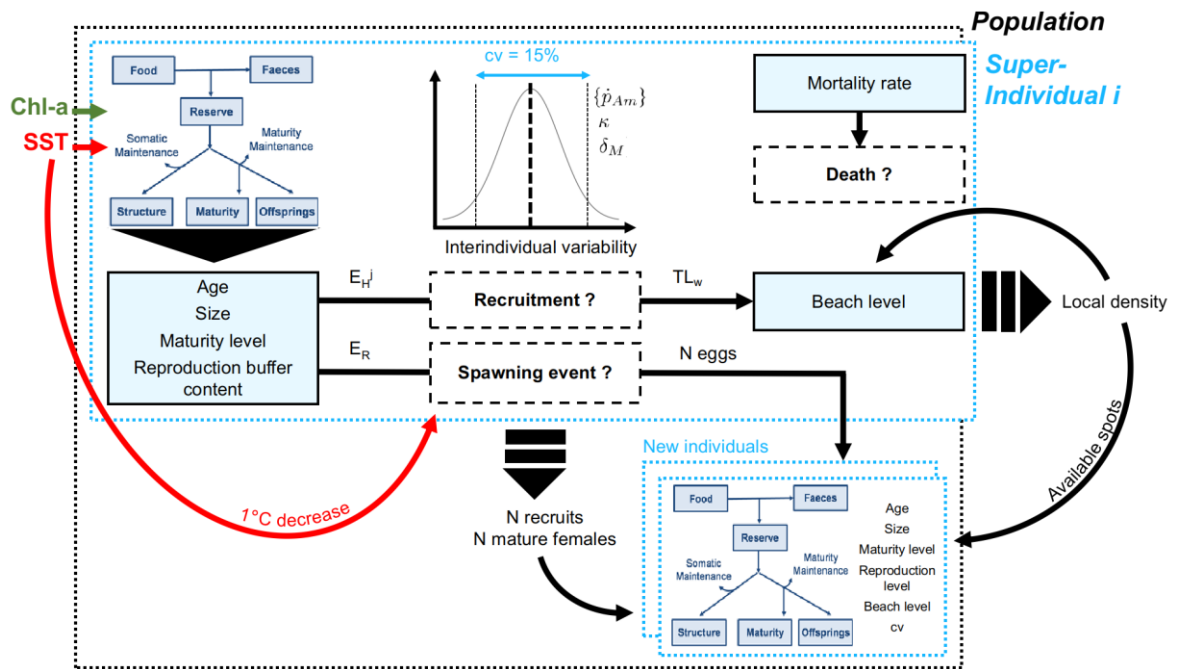 Population
Super-
Individual i
Chl-a
SST
Food
Faeces
Reserve
Somatic
Maintenance
Maturity
Maintenance
Structure
Maturity
Offsprings
cv = 15%
{ṗ_Am}
κ
δ_M
Interindividual variability
Mortality rate
Death ?
Age
Size
Maturity level
Reproduction buffer
content
E_H^j
Recruitment ?
TL_w
Beach level
Local density
E_R
Spawning event ?
N eggs
1°C decrease
Available spots
N recruits
N mature females
New individuals
Food
Faeces
Reserve
Somatic
Maintenance
Maturity
Maintenance
Structure
Maturity
Offsprings
Age
Size
Maturity level
Reproduction
level
Beach level
cv